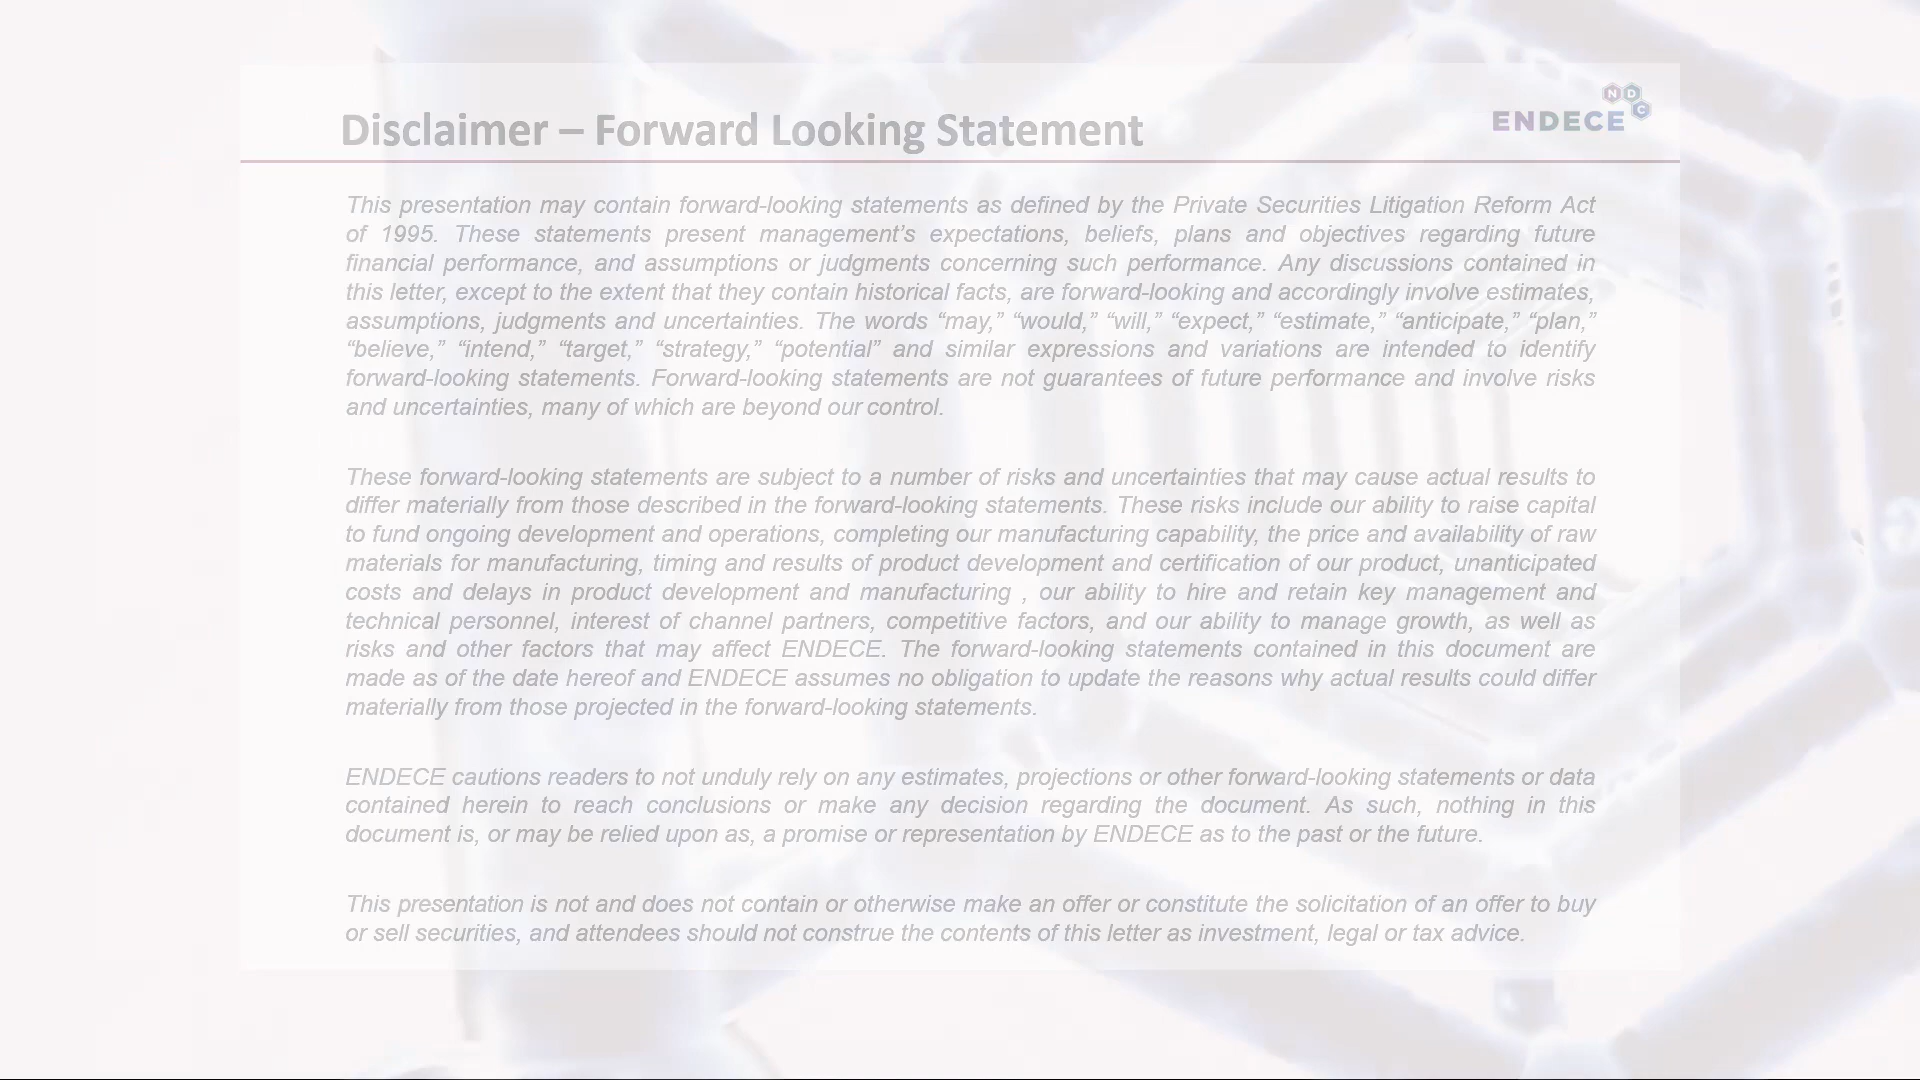 Disclaimer – Forward Looking Statement
N D C
ENDECE
This presentation may contain forward-looking statements as defined by the Private Securities Litigation Reform Act
of 1995. These statements present management’s expectations, beliefs, plans and objectives regarding future
financial performance, and assumptions or judgments concerning such performance. Any discussions contained in
this letter, except to the extent that they contain historical facts, are forward-looking and accordingly involve estimates,
assumptions, judgments and uncertainties. The words “may,” “would,” “will,” “expect,” “estimate,” “anticipate,” “plan,”
“believe,” “intend,” “target,” “strategy,” “potential” and similar expressions and variations are intended to identify
forward-looking statements. Forward-looking statements are not guarantees of future performance and involve risks
and uncertainties, many of which are beyond our control.
These forward-looking statements are subject to a number of risks and uncertainties that may cause actual results to
differ materially from those described in the forward-looking statements. These risks include our ability to raise capital
to fund ongoing development and operations, completing our manufacturing capability, the price and availability of raw
materials for manufacturing, timing and results of product development and certification of our product, unanticipated
costs and delays in product development and manufacturing , our ability to hire and retain key management and
technical personnel, interest of channel partners, competitive factors, and our ability to manage growth, as well as
risks and other factors that may affect ENDECE. The forward-looking statements contained in this document are
made as of the date hereof and ENDECE assumes no obligation to update the reasons why actual results could differ
materially from those projected in the forward-looking statements.
ENDECE cautions readers to not unduly rely on any estimates, projections or other forward-looking statements or data
contained herein to reach conclusions or make any decision regarding the document. As such, nothing in this
document is, or may be relied upon as, a promise or representation by ENDECE as to the past or the future.
This presentation is not and does not contain or otherwise make an offer or constitute the solicitation of an offer to buy
or sell securities, and attendees should not construe the contents of this letter as investment, legal or tax advice.